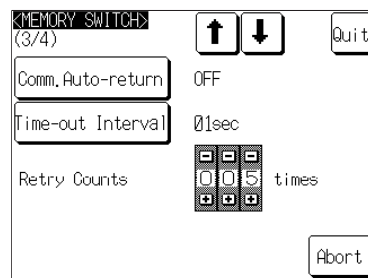 <MEMORY SWITCH>
(3/4)
Quit
Comm.Auto-return OFF
Time-out Interval 01sec
Retry Counts 005 times
Abort